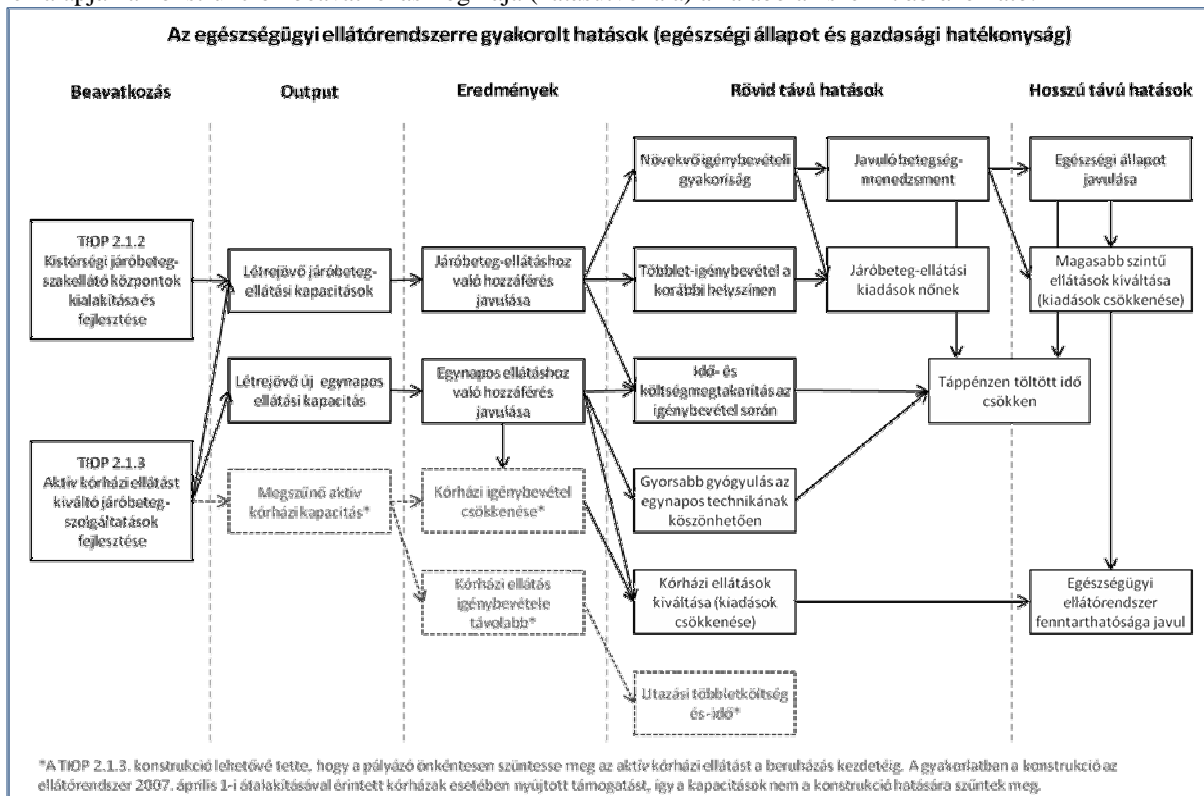 Az egészségügyi ellátórendszerre gyakorolt hatások (egészségi állapot és gazdasági hatékonyság)
Beavatkozás
Output
Eredmények
Rövid távú hatások
Hosszú távú hatások
TIOP 2.1.2
Kistérségi járóbeteg-
szakellátó központok
kialakítása és
fejlesztése
TIOP 2.1.3
Aktív kórházi ellátást
kiváltó járóbeteg-
szolgáltatások
fejlesztése
Létrejövő járóbeteg-
ellátási kapacitások
Létrejövő új egynapos
ellátási kapacitás
Megszűnő aktív
kórházi kapacitás*
Járóbeteg-ellátáshoz
való hozzáférés
javulása
Egynapos ellátáshoz
való hozzáférés
javulása
Kórházi igénybevétel
csökkenése*
Kórházi ellátás
igénybevétele
távolabb*
Növekvő igénybevételi
gyakoriság
Többlet-igénybevétel a
korábbi helyszínen
Idő- és
költségmegtakarítás az
igénybevétel során
Gyorsabb gyógyulás az
egynapos technikának
köszönhetően
Kórházi ellátások
kiváltása (kiadások
csökkenése)
Utazási többletköltség
és -idő*
Javuló betegség-
menedzsment
Járóbeteg-ellátási
kiadások nőnek
Táppénzen töltött idő
csökken
Egészségi állapot
javulása
Magasabb szintű
ellátások kiváltása
(kiadások csökkenése)
Egészségügyi
ellátórendszer
fenntarthatósága javul
*A TIOP 2.1.3. konstrukció lehetővé tette, hogy a pályázó önkéntesen szüntesse meg az aktív kórházi ellátást a beruházás kezdetéig. A gyakorlatban a konstrukció az
ellátórendszer 2007. április 1-i átalakításával érintett kórházak esetében nyújtott támogatást, így a kapacitások nem a konstrukció hatására szűntek meg.